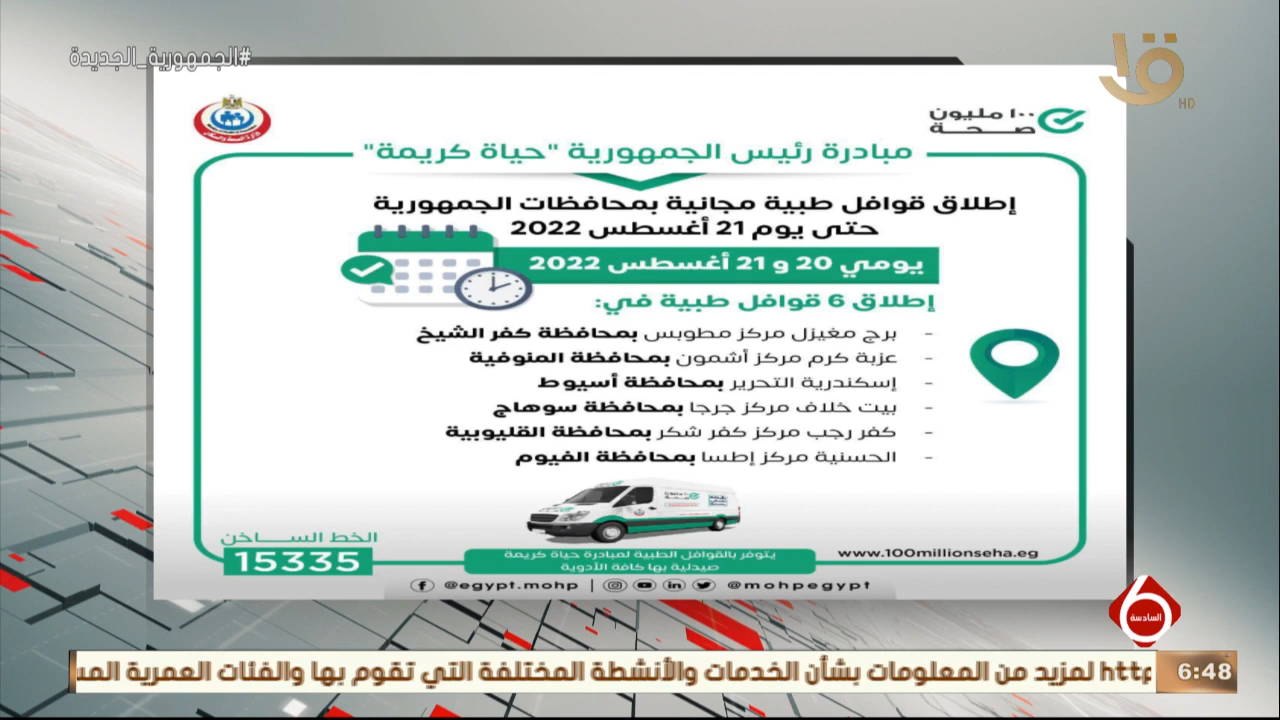 #الجمهورية_الجديدة
HD
١٠٠ مليون
صحة
مبادرة رئيس الجمهورية "حياة كريمة"
إطلاق قوافل طبية مجانية بمحافظات الجمهورية
حتى يوم 21 أغسطس 2022
يومي 20 و 21 أغسطس 2022
إطلاق 6 قوافل طبية في:
- برج مغيزل مركز مطوبس بمحافظة كفر الشيخ
- عزبة كرم مركز أشمون بمحافظة المنوفية
- إسكندرية التحرير بمحافظة أسيوط
- بيت خلاف مركز جرجا بمحافظة سوهاج
- كفر رجب مركز كفر شكر بمحافظة القليوبية
- الحسنية مركز إطسا بمحافظة الفيوم
الخط الساخن
15335
يتوفر بالقوافل الطبية لمبادرة حياة كريمة
صيدلية بها كافة الأدوية
www.100millionseha.eg
@egypt.mohp | @mohpegypt
6
السادسة
http لمزيد من المعلومات بشأن الخدمات والأنشطة المختلفة التي تقوم بها والفئات العمرية المس
6:48